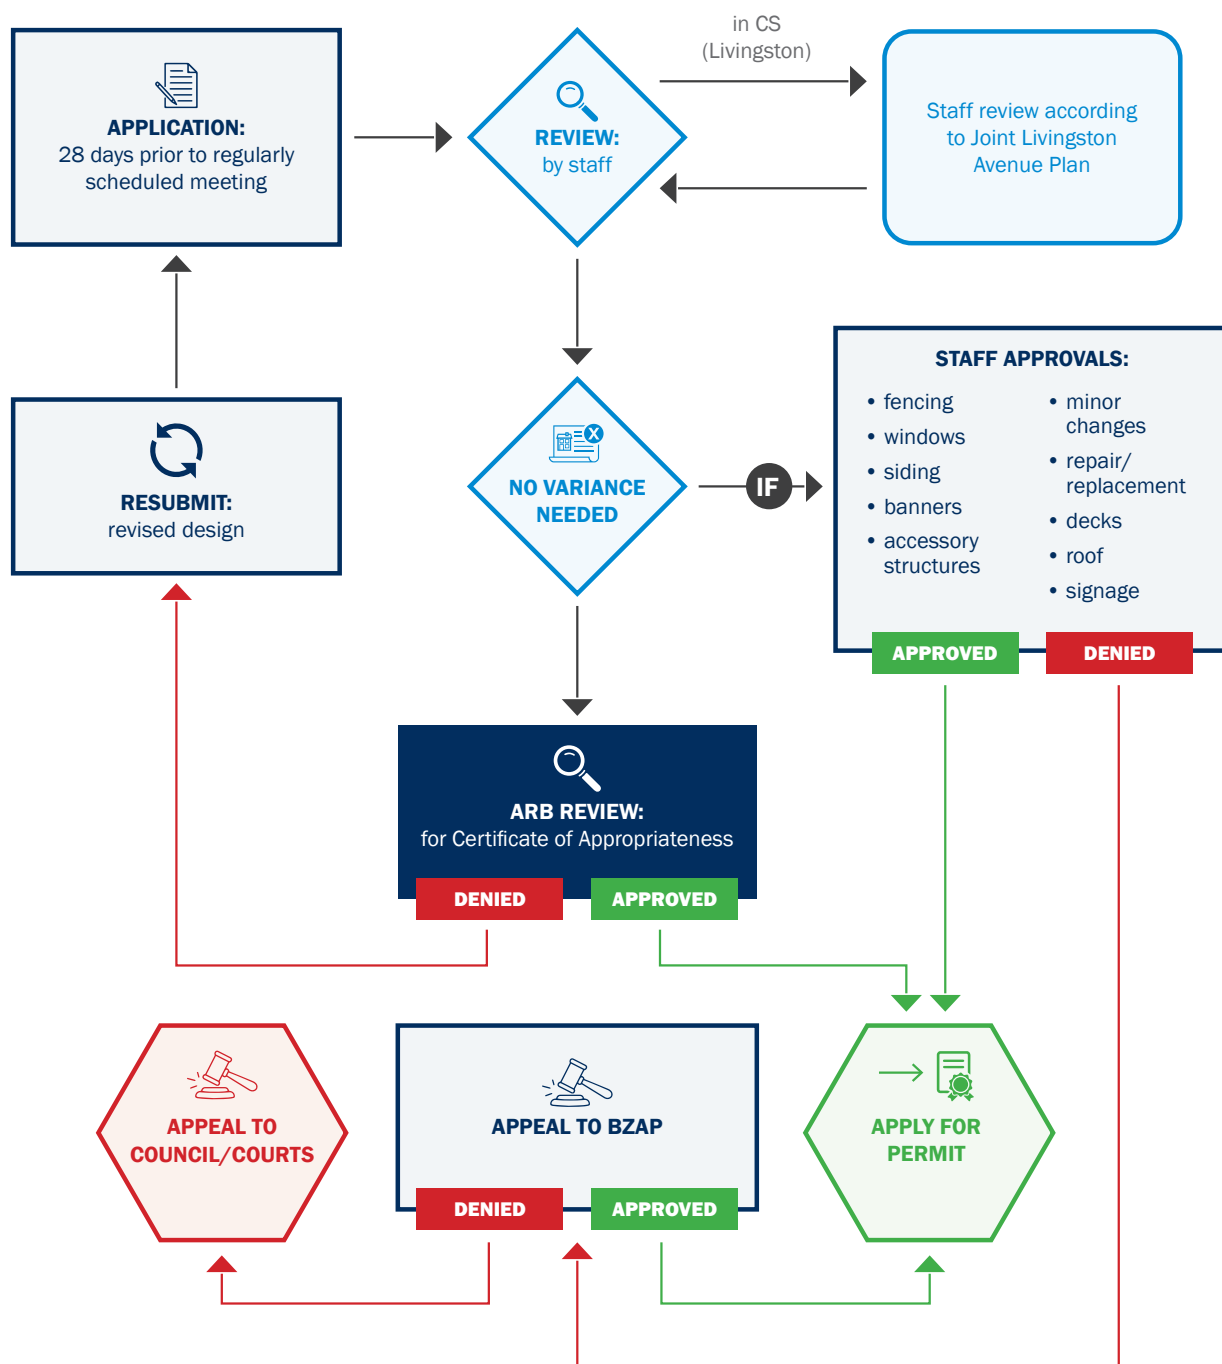 in CS
(Livingston)
APPLICATION:
28 days prior to regularly
scheduled meeting
REVIEW:
by staff
Staff review according
to Joint Livingston
Avenue Plan
RESUBMIT:
revised design
X
NO VARIANCE
NEEDED
IF
STAFF APPROVALS:
• fencing
• windows
• siding
• banners
• accessory
structures
• minor
changes
• repair/
replacement
• decks
• roof
• signage
APPROVED
DENIED
ARB REVIEW:
for Certificate of Appropriateness
DENIED
APPROVED
APPEAL TO
COUNCIL/COURTS
APPEAL TO BZAP
DENIED
APPROVED
APPLY FOR
PERMIT